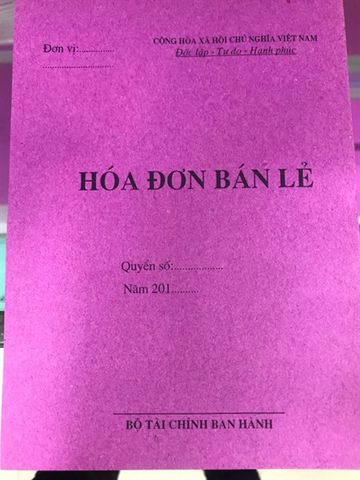 Đơn vị:..............
.............................
CỘNG HÒA XÃ HỘI CHỦ NGHĨA VIỆT NAM
Độc lập - Tự do - Hạnh phúc
HÓA ĐƠN BÁN LẺ
Quyển số:....................
Năm 201...........
BỘ TÀI CHÍNH BAN HÀNH